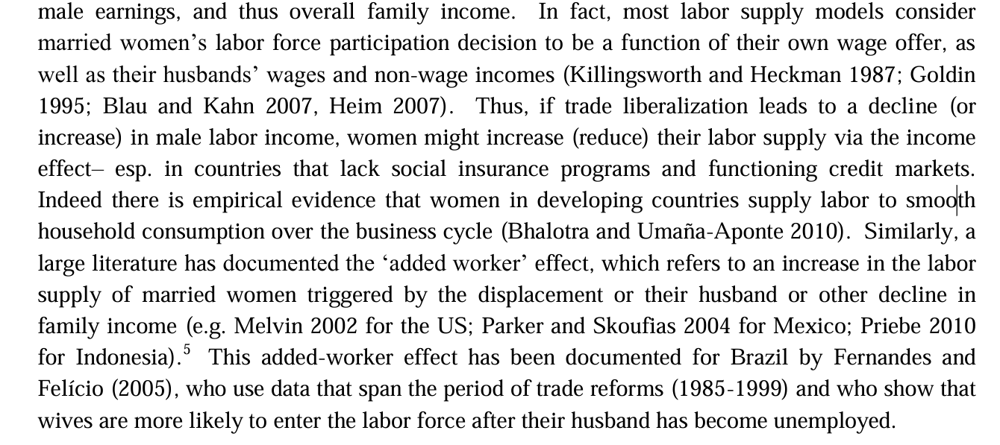 male earnings, and thus overall family income.  In fact, most labor supply models consider
married women’s labor force participation decision to be a function of their own wage offer, as
well as their husbands’ wages and non-wage incomes (Killingsworth and Heckman 1987; Goldin
1995; Blau and Kahn 2007, Heim 2007).  Thus, if trade liberalization leads to a decline (or
increase) in male labor income, women might increase (reduce) their labor supply via the income
effect– esp. in countries that lack social insurance programs and functioning credit markets.
Indeed there is empirical evidence that women in developing countries supply labor to smooth
household consumption over the business cycle (Bhalotra and Umaña-Aponte 2010).  Similarly, a
large literature has documented the ‘added worker’ effect, which refers to an increase in the labor
supply of married women triggered by the displacement or their husband or other decline in
family income (e.g. Melvin 2002 for the US; Parker and Skoufias 2004 for Mexico; Priebe 2010
for Indonesia).⁵  This added-worker effect has been documented for Brazil by Fernandes and
Felício (2005), who use data that span the period of trade reforms (1985-1999) and who show that
wives are more likely to enter the labor force after their husband has become unemployed.